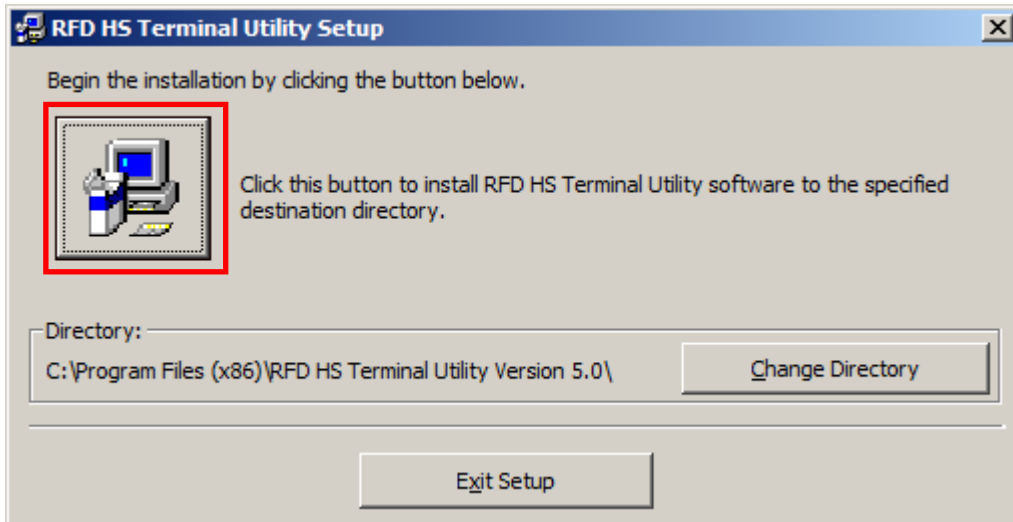 RFD HS Terminal Utility Setup
Begin the installation by clicking the button below.
Click this button to install RFD HS Terminal Utility software to the specified
destination directory.
Directory:
C:\Program Files (x86)\RFD HS Terminal Utility Version 5.0\
Change Directory
Exit Setup